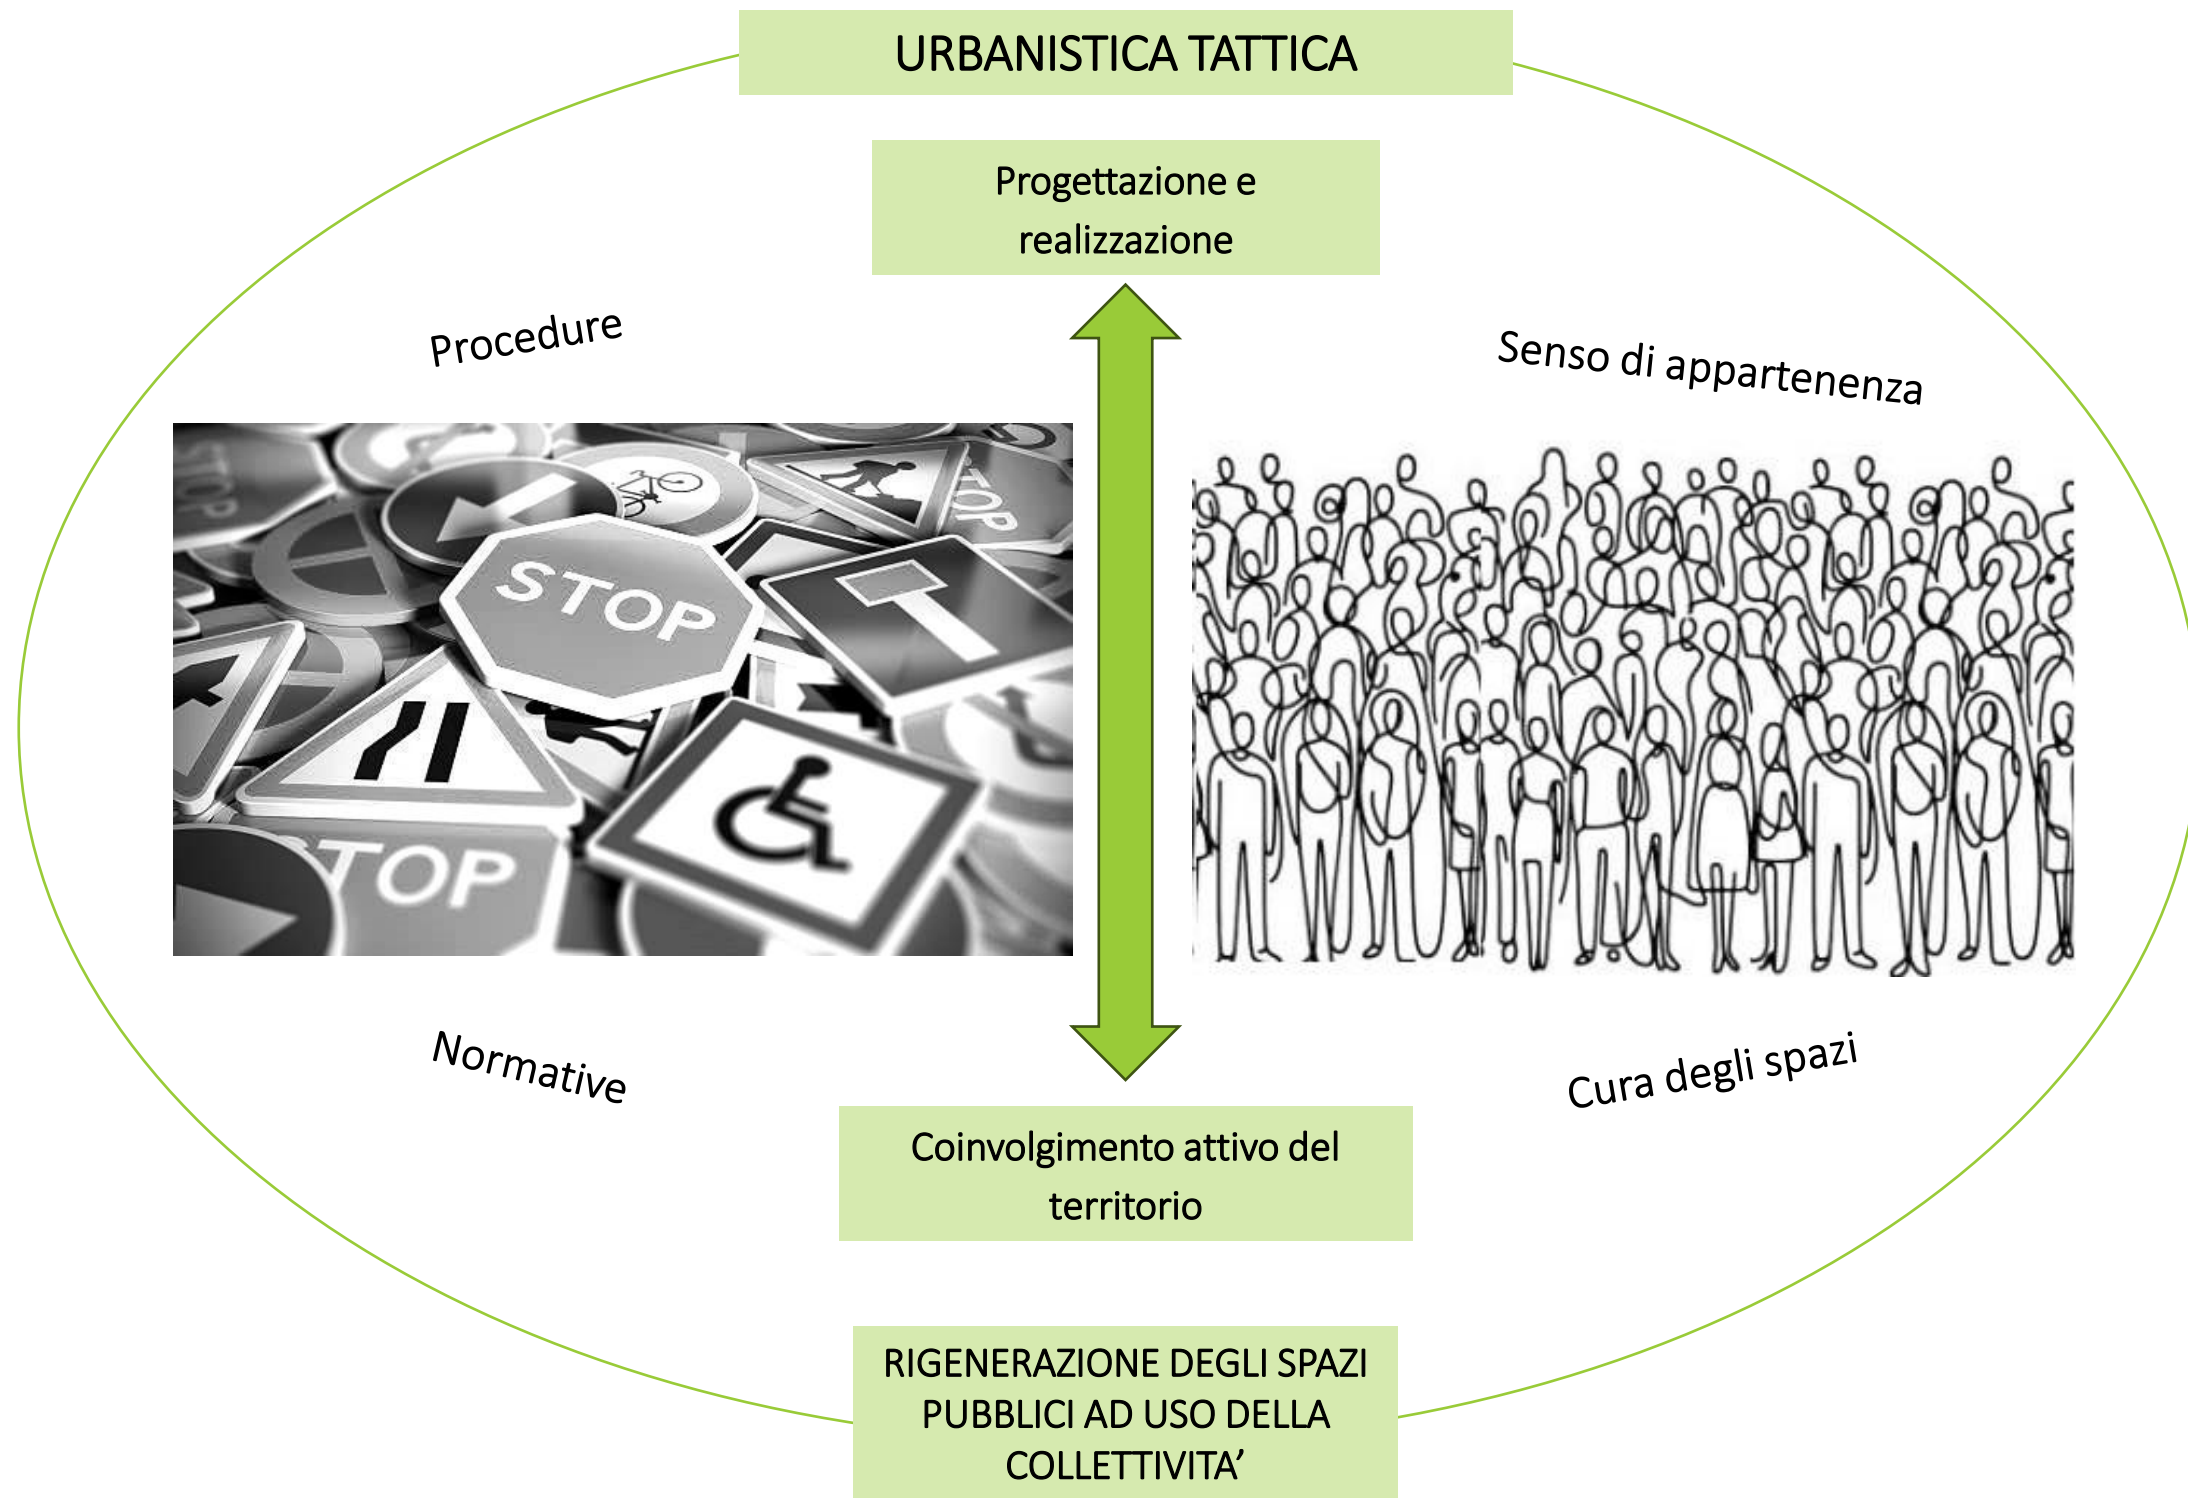 URBANISTICA TATTICA
Progettazione e
realizzazione
Procedure
Senso di appartenenza
STOP
STOP
STOP
TOP
Normative
Cura degli spazi
Coinvolgimento attivo del
territorio
RIGENERAZIONE DEGLI SPAZI
PUBBLICI AD USO DELLA
COLLETTIVITA’